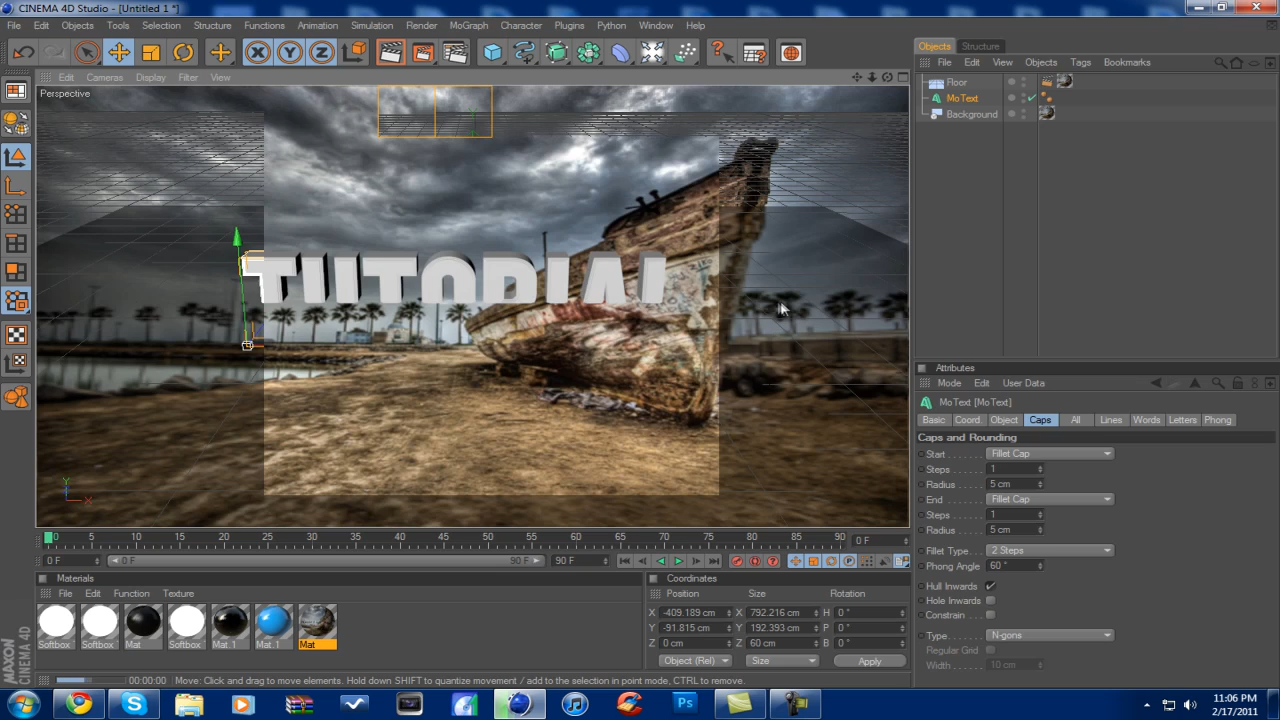 CINEMA 4D Studio - [Untitled 1 *]
File Edit Objects Tools Selection Structure Functions Animation Simulation Render MoGraph Character Plugins Python Window Help
X Y Z
Edit Cameras Display Filter View
Perspective
TUTORIAL
Y
X
0 5 10 15 20 25 30 35 40 45 50 55 60 65 70 75 80 85 90 0 F
0 F 0 F 90 F 90 F
Materials
File Edit Function Texture
Softbox Softbox Mat Softbox Mat.1 Mat.1 Mat
Coordinates
Position Size Rotation
X -409.189 cm X 792.216 cm H 0 °
Y -91.815 cm Y 192.393 cm P 0 °
Z 0 cm Z 60 cm B 0 °
Object (Rel) Size Apply
MAXON CINEMA 4D
00:00:00 Move: Click and drag to move elements. Hold down SHIFT to quantize movement / add to the selection in point mode, CTRL to remove.
Objects Structure
File Edit View Objects Tags Bookmarks
Floor
MoText
Background
Attributes
Mode Edit User Data
MoText [MoText]
Basic Coord. Object Caps All Lines Words Letters Phong
Caps and Rounding
Start Fillet Cap
Steps 1
Radius 5 cm
End Fillet Cap
Steps 1
Radius 5 cm
Fillet Type 2 Steps
Phong Angle 60 °
Hull Inwards
Hole Inwards
Constrain
Type N-gons
Regular Grid
Width 10 cm
Ps
11:06 PM
2/17/2011